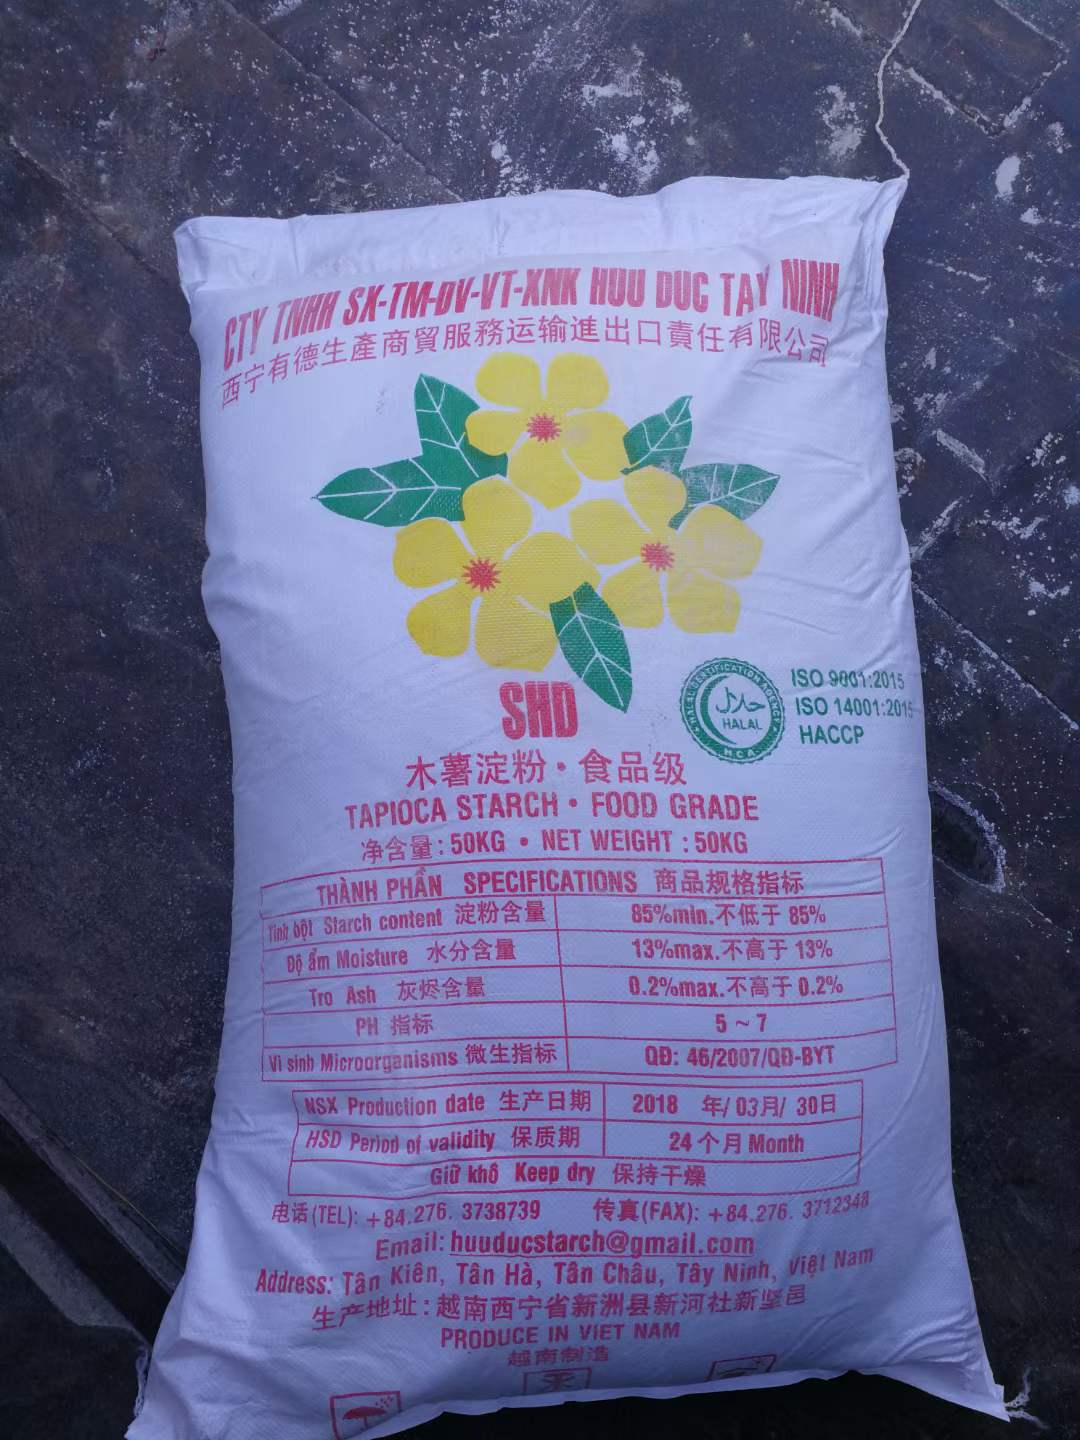 CTY TNHH SX-TM-DV-VT-XNK HUU DUC TAY NINH
西宁有德生產商貿服務运输進出口責任有限公司
HALAL CERTIFICATION AGENCY
حلال
HALAL
HCA
ISO 9001:2015
ISO 14001:2015
HACCP
SHD
木薯淀粉·食品级
TAPIOCA STARCH · FOOD GRADE
净含量:50KG • NET WEIGHT : 50KG
THÀNH PHẦN SPECIFICATIONS 商品规格指标
Tinh bột Starch content 淀粉含量 85%min.不低于 85%
Độ ẩm Moisture 水分含量 13%max.不高于 13%
Tro Ash 灰烬含量 0.2%max.不高于 0.2%
PH 指标 5 ~ 7
Vi sinh Microorganisms 微生指标 QĐ: 46/2007/QĐ-BYT
NSX Production date 生产日期 2018 年/ 03月/ 30日
HSD Period of validity 保质期 24 个月 Month
Giữ khô Keep dry 保持干燥
电话(TEL): +84.276. 3738739 传真(FAX): +84.276. 3712348
Email: huuducstarch@gmail.com
Address: Tân Kiên, Tân Hà, Tân Châu, Tây Ninh, Việt Nam
生产地址:越南西宁省新洲县新河社新坚邑
PRODUCE IN VIET NAM
越南制造